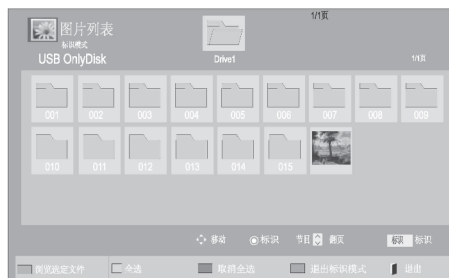 图片列表
1/1页
标识模式
USB OnlyDisk
Drive1
1/1页
001 002 003 004 005 006 007 008 009
010 011 012 013 014 015
移动 标识 节目 翻页 标识 标识
浏览选定文件 全选 取消全选 退出标识模式 退出